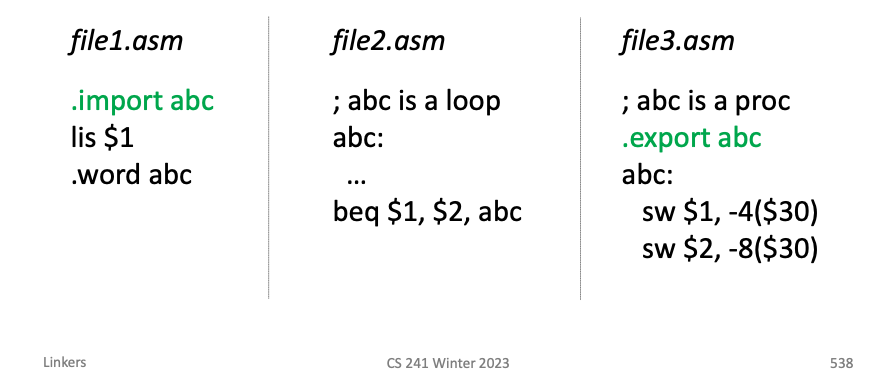 file1.asm
.import abc
lis $1
.word abc
file2.asm
; abc is a loop
abc:
...
beq $1, $2, abc
file3.asm
; abc is a proc
.export abc
abc:
sw $1, -4($30)
sw $2, -8($30)
Linkers
CS 241 Winter 2023
538